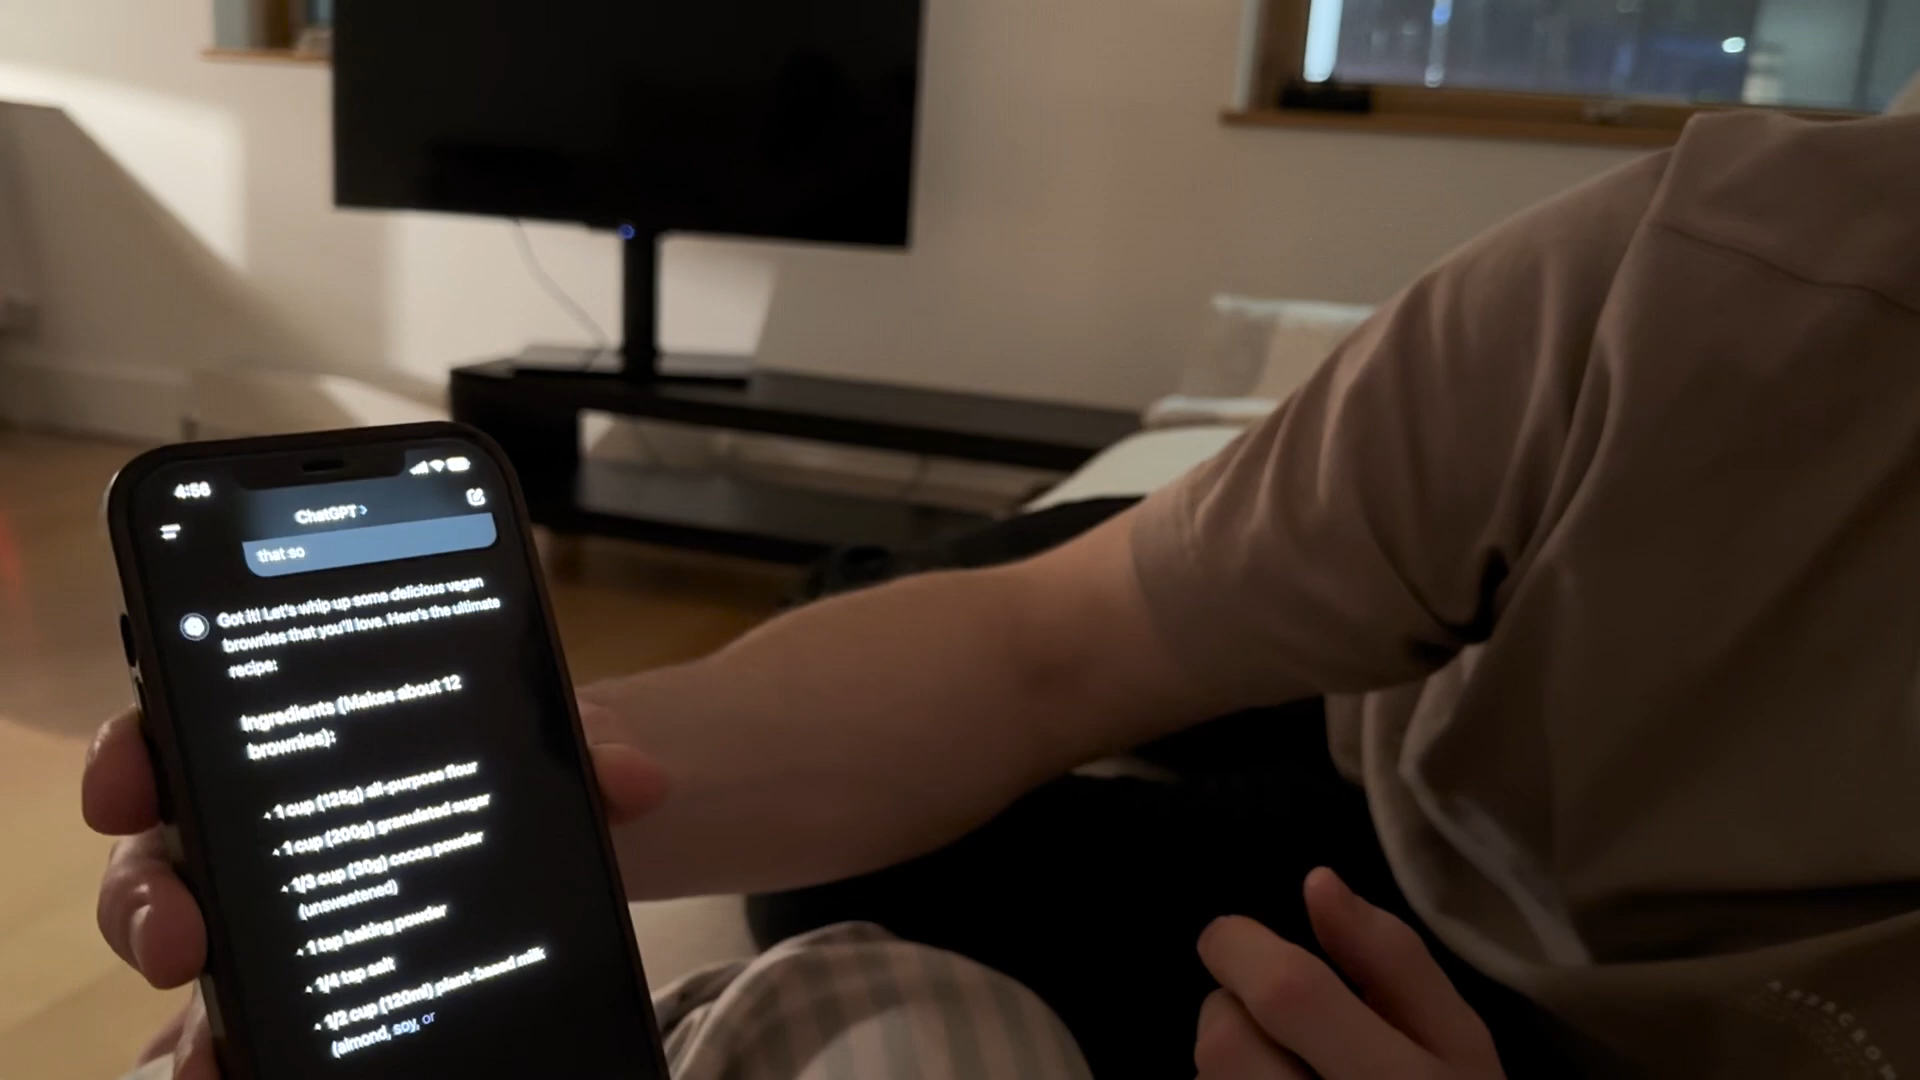 4:56
ChatGPT >
that so
Got it! Let's whip up some delicious vegan
brownies that you'll love. Here's the ultimate
recipe:
Ingredients (Makes about 12
brownies):
• 1 cup (125g) all-purpose flour
• 1 cup (200g) granulated sugar
• 1/3 cup (30g) cocoa powder
(unsweetened)
• 1 tsp baking powder
• 1/4 tsp salt
• 1/2 cup (120ml) plant-based milk
(almond, soy, or